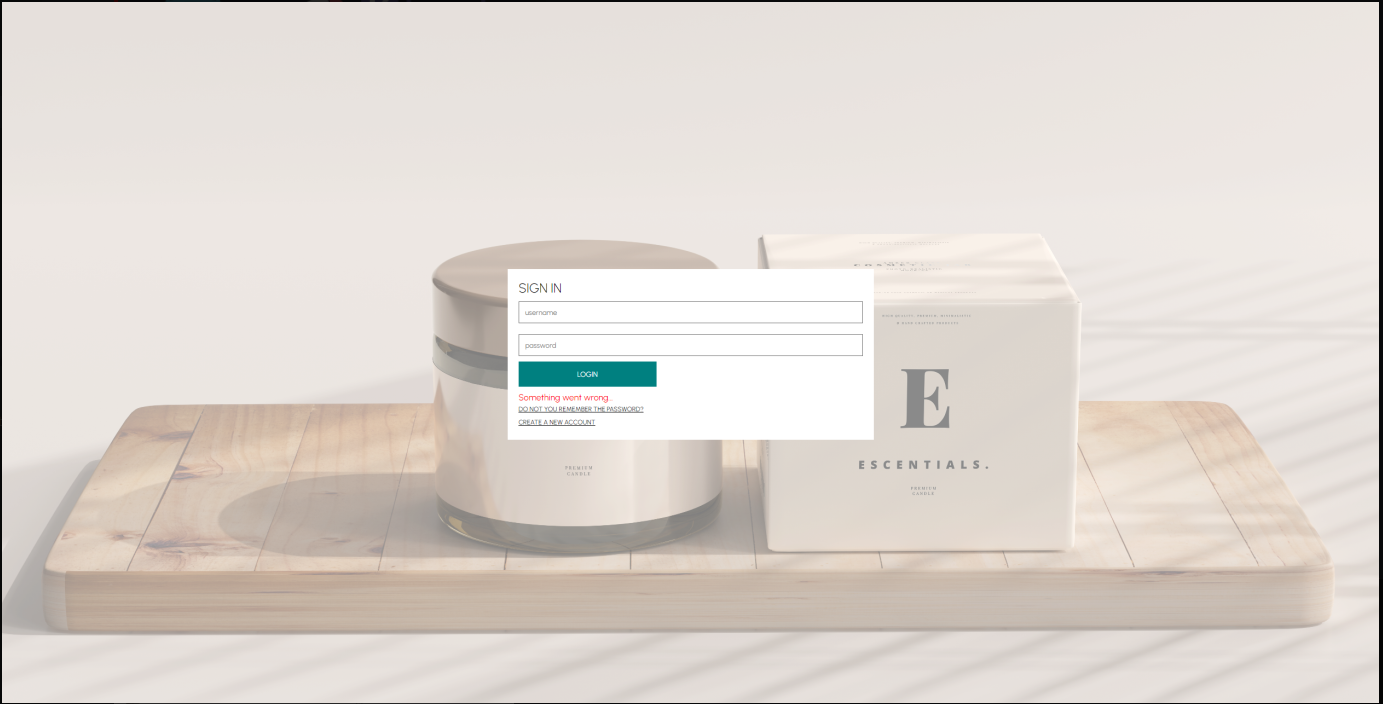 SIGN IN
username
password
LOGIN
Something went wrong...
DO NOT YOU REMEMBER THE PASSWORD?
CREATE A NEW ACCOUNT
PREMIUM
CANDLE
E
ESCENTIALS.
PREMIUM
CANDLE